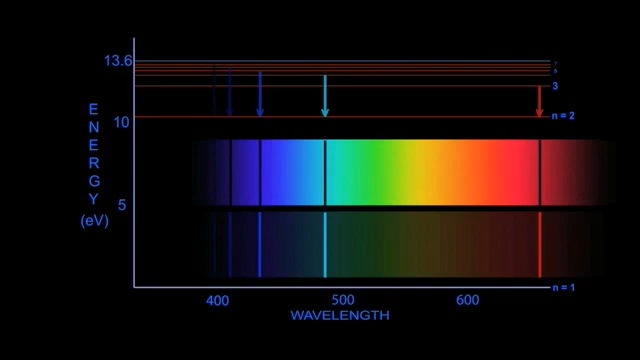 13.6
3
n = 2
10
E
N
E
R
G
Y
(eV)
5
n = 1
400 500 600
WAVELENGTH